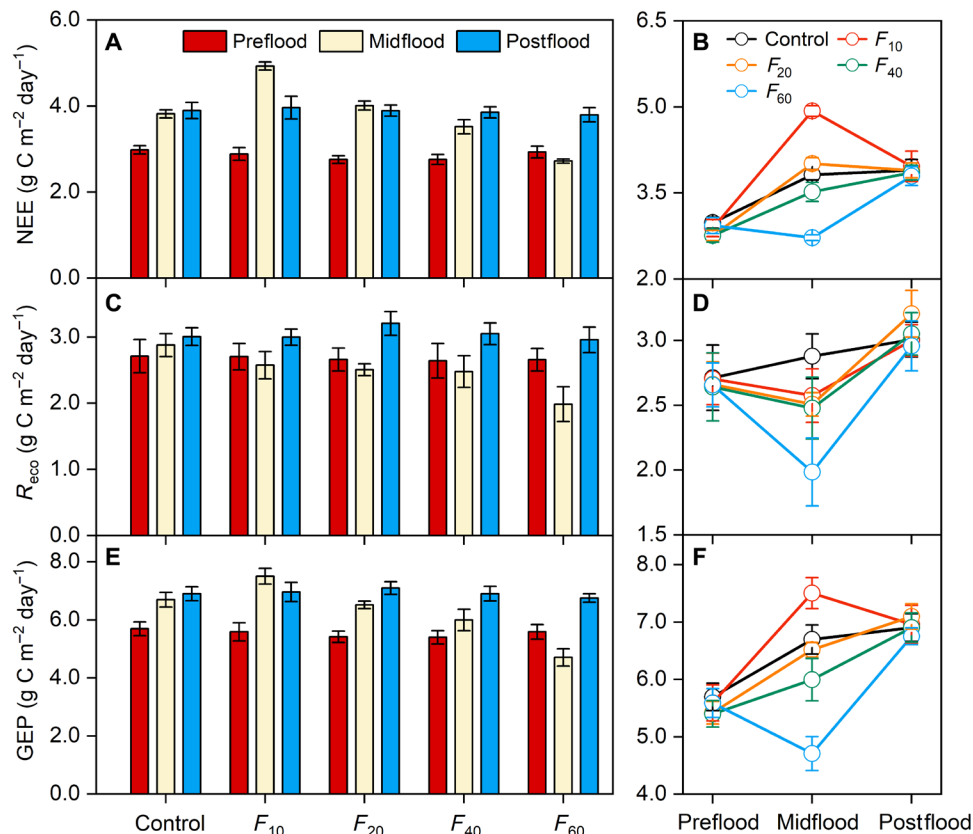 A
Preflood Midflood Postflood
NEE (g C m⁻² day⁻¹)
6.0
4.0
2.0
0.0
B
Control F₁₀
F₂₀ F₄₀
F₆₀
6.5
5.0
3.5
2.0
C
R_eco (g C m⁻² day⁻¹)
3.0
2.0
1.0
0.0
D
3.0
2.5
2.0
1.5
E
GEP (g C m⁻² day⁻¹)
8.0
6.0
4.0
2.0
0.0
Control F₁₀ F₂₀ F₄₀ F₆₀
F
7.0
6.0
5.0
4.0
Preflood Midflood Postflood